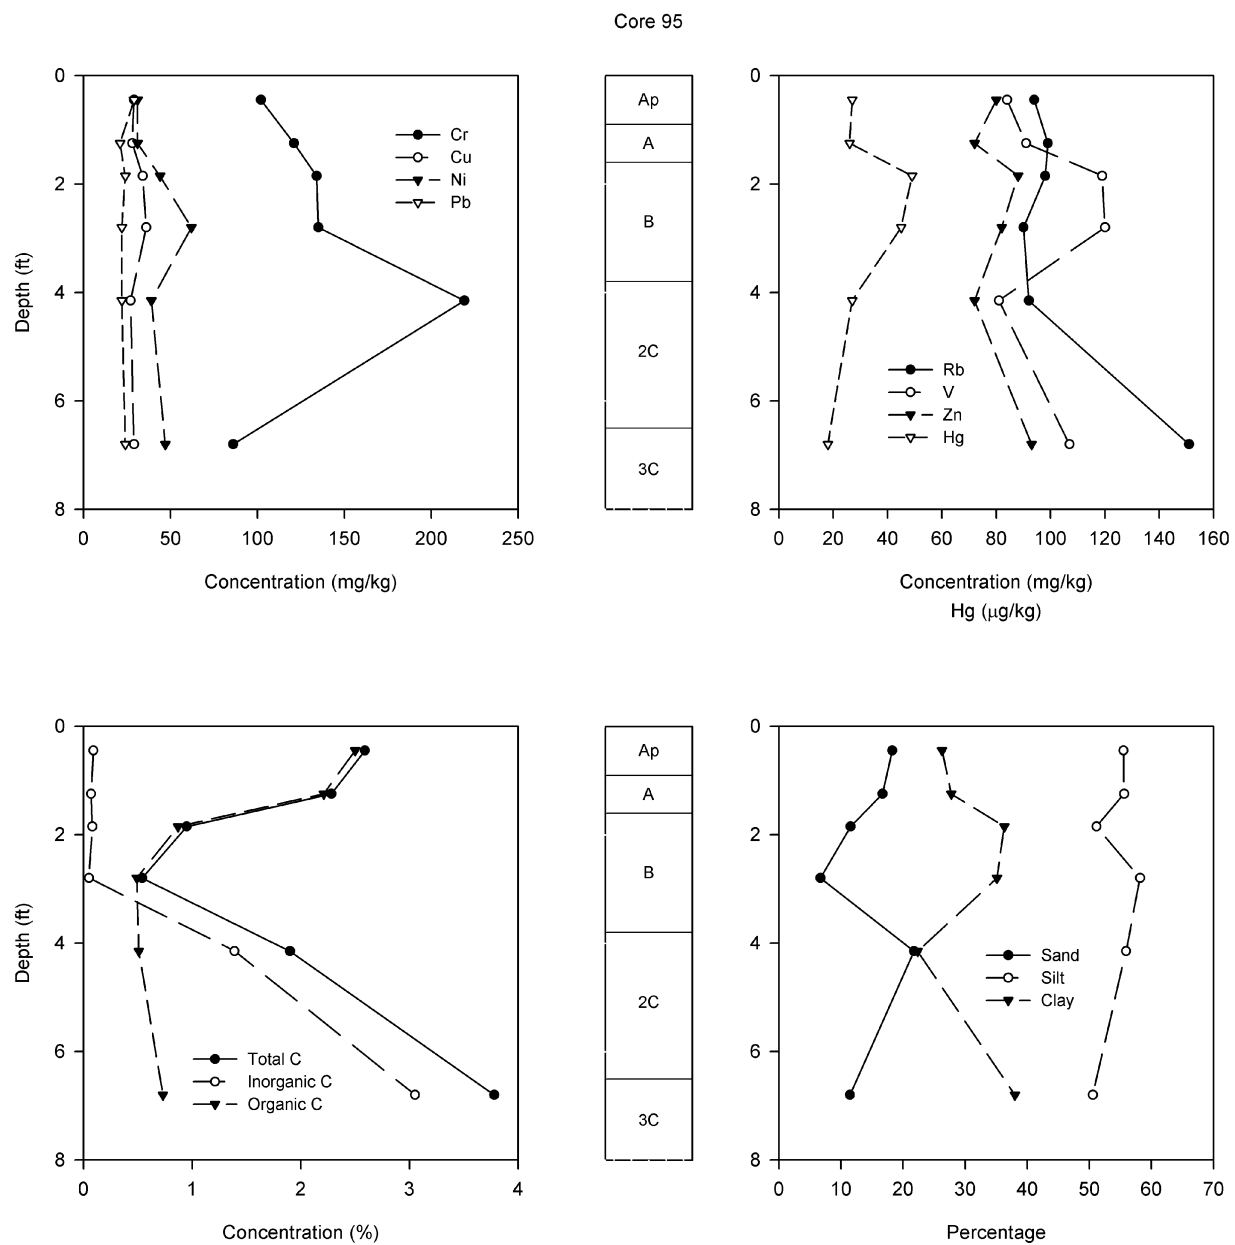 Core 95
0
2
4
6
8
Depth (ft)
0 50 100 150 200 250
Concentration (mg/kg)
Cr
Cu
Ni
Pb
Ap
A
B
2C
3C
0
2
4
6
8
0 20 40 60 80 100 120 140 160
Concentration (mg/kg)
Hg (μg/kg)
Rb
V
Zn
Hg
0
2
4
6
8
Depth (ft)
0 1 2 3 4
Concentration (%)
Total C
Inorganic C
Organic C
Ap
A
B
2C
3C
0
2
4
6
8
0 10 20 30 40 50 60 70
Percentage
Sand
Silt
Clay